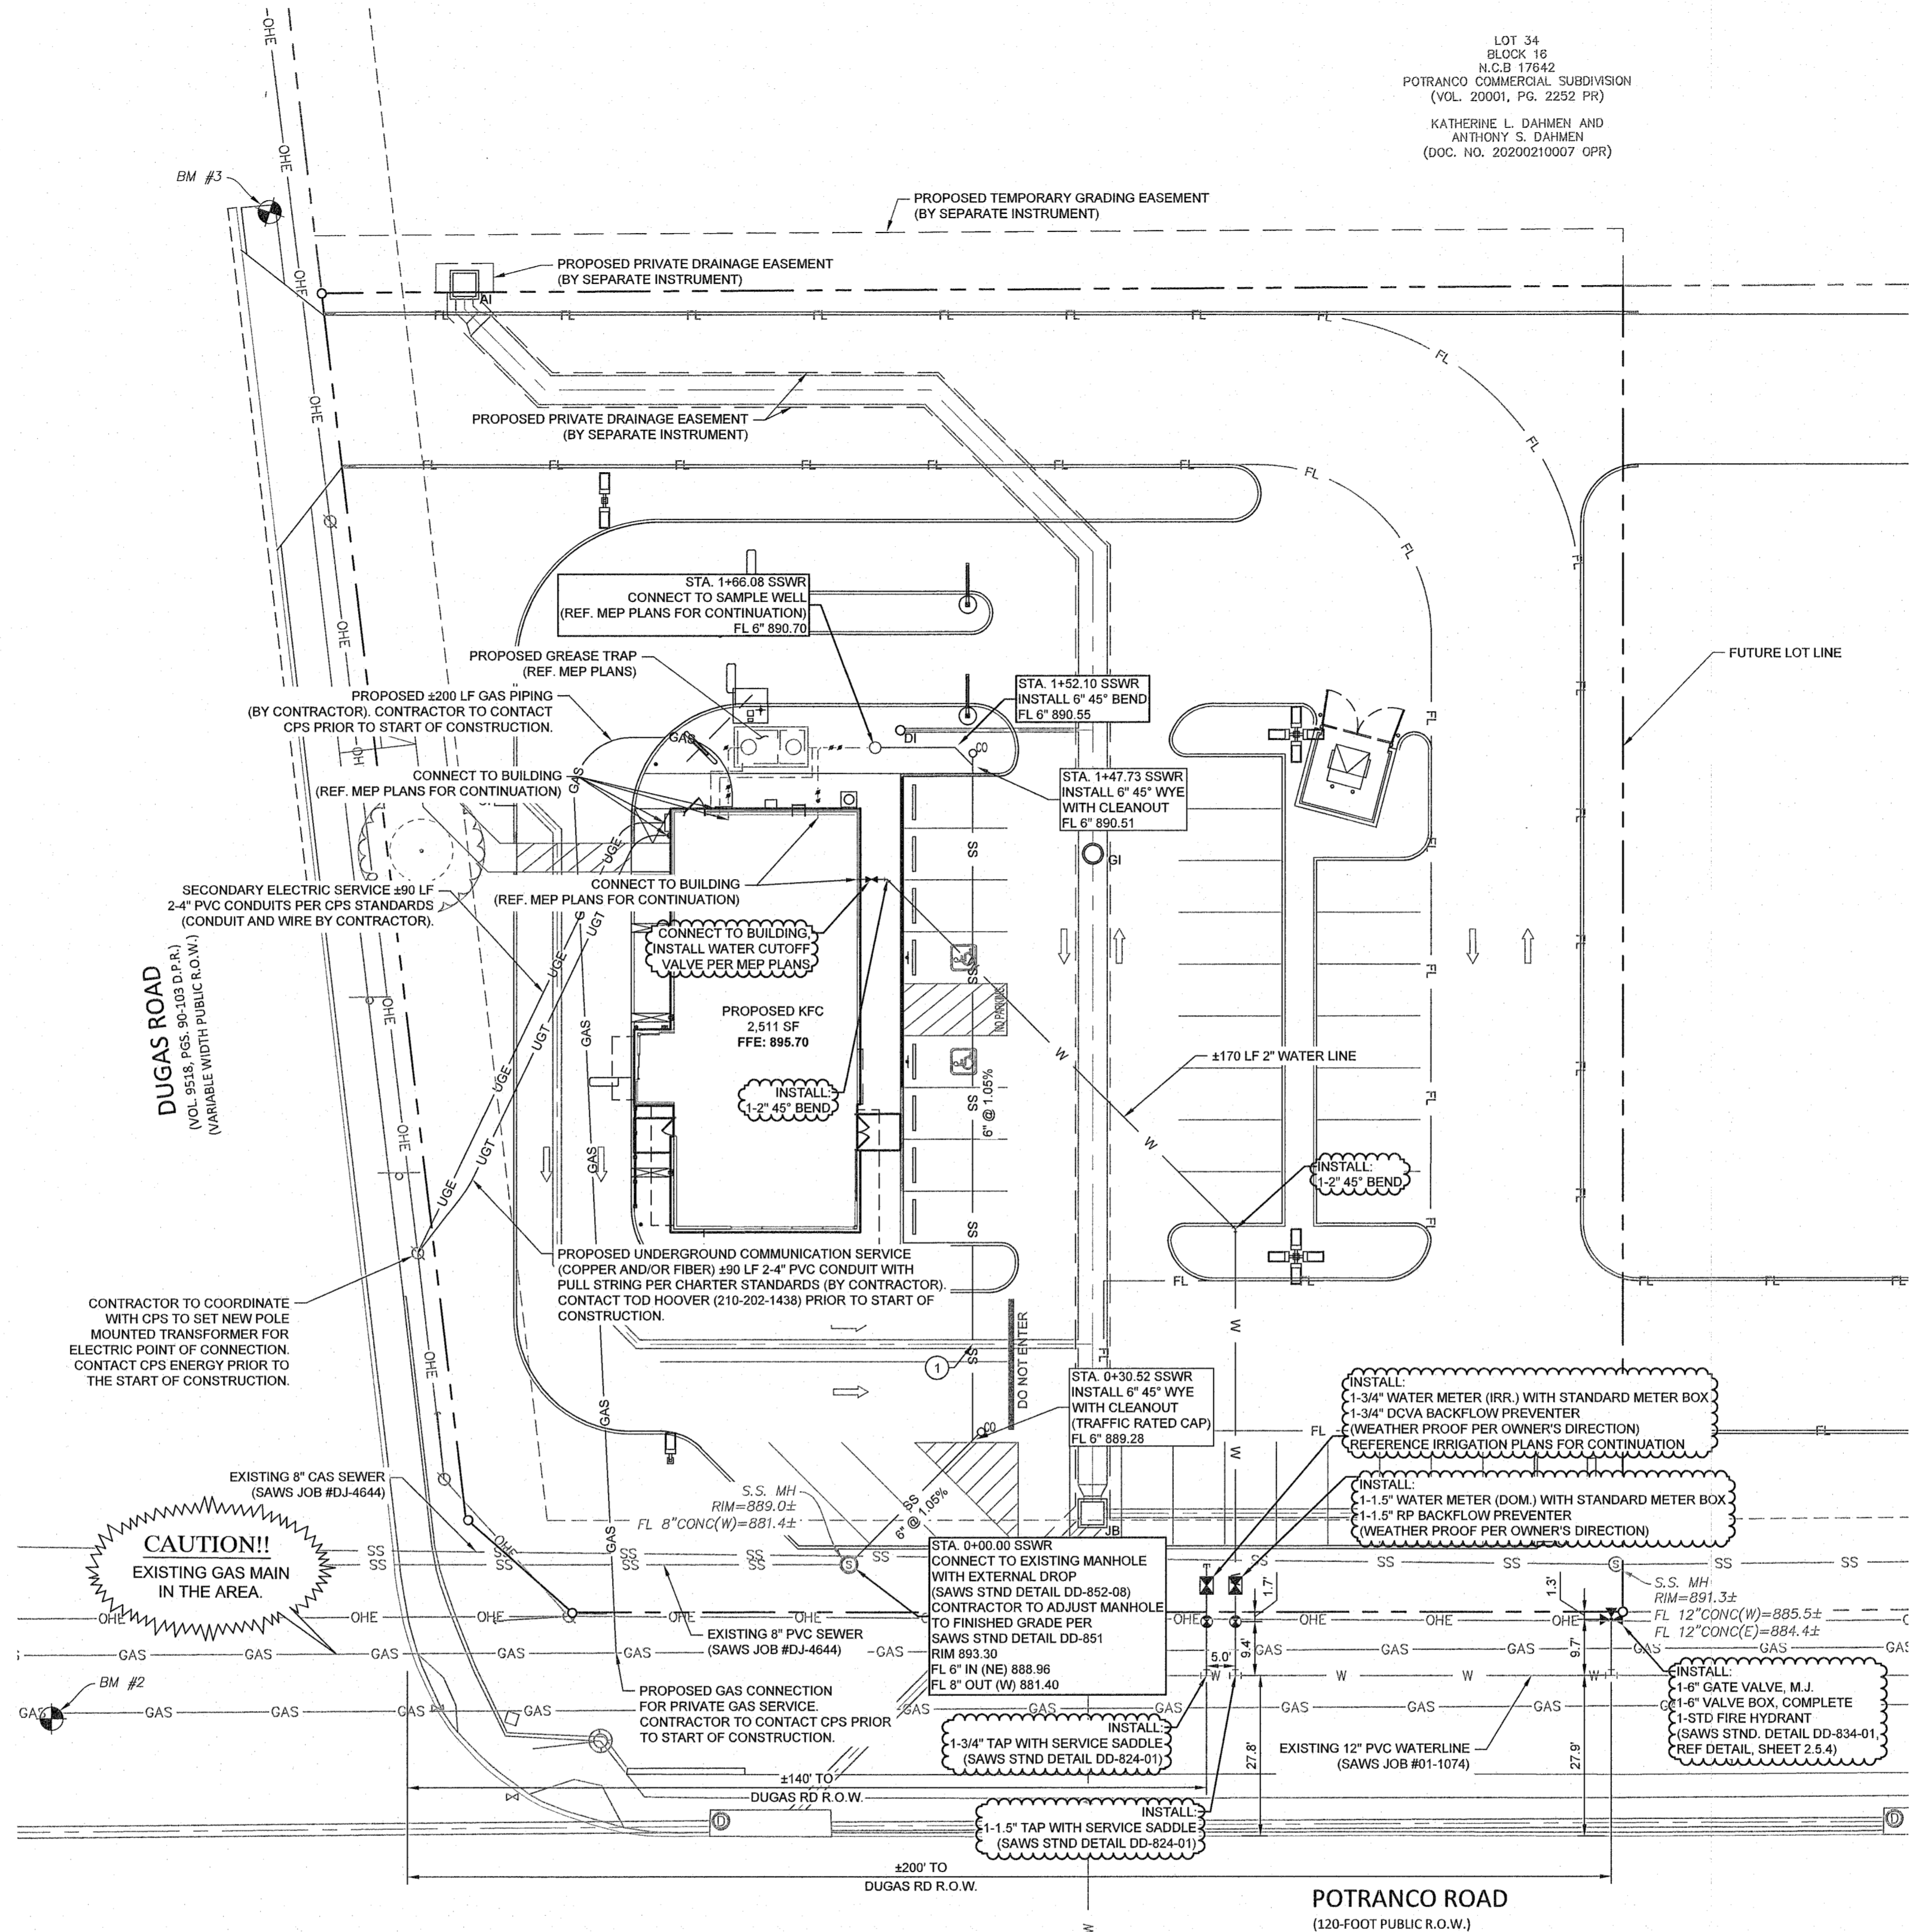 LOT 34
BLOCK 16
N.C.B 17642
POTRANCO COMMERCIAL SUBDIVISION
(VOL. 20001, PG. 2252 PR)
KATHERINE L. DAHMEN AND
ANTHONY S. DAHMEN
(DOC. NO. 20200210007 OPR)
BM #3
PROPOSED TEMPORARY GRADING EASEMENT
(BY SEPARATE INSTRUMENT)
PROPOSED PRIVATE DRAINAGE EASEMENT
(BY SEPARATE INSTRUMENT)
AI
PROPOSED PRIVATE DRAINAGE EASEMENT
(BY SEPARATE INSTRUMENT)
STA. 1+66.08 SSWR
CONNECT TO SAMPLE WELL
(REF. MEP PLANS FOR CONTINUATION)
FL 6" 890.70
FUTURE LOT LINE
PROPOSED GREASE TRAP
(REF. MEP PLANS)
PROPOSED ±200 LF GAS PIPING
(BY CONTRACTOR). CONTRACTOR TO CONTACT
CPS PRIOR TO START OF CONSTRUCTION.
STA. 1+52.10 SSWR
INSTALL 6" 45° BEND
FL 6" 890.55
DI
CO
CONNECT TO BUILDING
(REF. MEP PLANS FOR CONTINUATION)
STA. 1+47.73 SSWR
INSTALL 6" 45° WYE
WITH CLEANOUT
FL 6" 890.51
GI
SECONDARY ELECTRIC SERVICE ±90 LF
2-4" PVC CONDUITS PER CPS STANDARDS
(CONDUIT AND WIRE BY CONTRACTOR).
CONNECT TO BUILDING
(REF. MEP PLANS FOR CONTINUATION)
CONNECT TO BUILDING,
INSTALL WATER CUTOFF
VALVE PER MEP PLANS
DUGAS ROAD
(VOL. 9518, PGS. 90-103 D.P.R.)
(VARIABLE WIDTH PUBLIC R.O.W.)
PROPOSED KFC
2,511 SF
FFE: 895.70
NO PARKING
±170 LF 2" WATER LINE
INSTALL:
1-2" 45° BEND
6" @ 1.05%
INSTALL:
1-2" 45° BEND
PROPOSED UNDERGROUND COMMUNICATION SERVICE
(COPPER AND/OR FIBER) ±90 LF 2-4" PVC CONDUIT WITH
PULL STRING PER CHARTER STANDARDS (BY CONTRACTOR).
CONTACT TOD HOOVER (210-202-1438) PRIOR TO START OF
CONSTRUCTION.
CONTRACTOR TO COORDINATE
WITH CPS TO SET NEW POLE
MOUNTED TRANSFORMER FOR
ELECTRIC POINT OF CONNECTION.
CONTACT CPS ENERGY PRIOR TO
THE START OF CONSTRUCTION.
1
DO NOT ENTER
STA. 0+30.52 SSWR
INSTALL 6" 45° WYE
WITH CLEANOUT
(TRAFFIC RATED CAP)
FL 6" 889.28
CO
INSTALL:
1-3/4" WATER METER (IRR.) WITH STANDARD METER BOX
1-3/4" DCVA BACKFLOW PREVENTER
(WEATHER PROOF PER OWNER'S DIRECTION)
REFERENCE IRRIGATION PLANS FOR CONTINUATION
INSTALL:
1-1.5" WATER METER (DOM.) WITH STANDARD METER BOX
1-1.5" RP BACKFLOW PREVENTER
(WEATHER PROOF PER OWNER'S DIRECTION)
EXISTING 8" CAS SEWER
(SAWS JOB #DJ-4644)
S.S. MH
RIM=889.0±
FL 8"CONC(W)=881.4±
6" @ 1.05%
JB
CAUTION!!
EXISTING GAS MAIN
IN THE AREA.
STA. 0+00.00 SSWR
CONNECT TO EXISTING MANHOLE
WITH EXTERNAL DROP
(SAWS STND DETAIL DD-852-08)
CONTRACTOR TO ADJUST MANHOLE
TO FINISHED GRADE PER
SAWS STND DETAIL DD-851
RIM 893.30
FL 6" IN (NE) 888.96
FL 8" OUT (W) 881.40
S.S. MH
RIM=891.3±
FL 12"CONC(W)=885.5±
FL 12"CONC(E)=884.4±
1.7'
9.4'
5.0'
1.3'
9.7'
EXISTING 8" PVC SEWER
(SAWS JOB #DJ-4644)
BM #2
PROPOSED GAS CONNECTION
FOR PRIVATE GAS SERVICE.
CONTRACTOR TO CONTACT CPS PRIOR
TO START OF CONSTRUCTION.
INSTALL:
1-6" GATE VALVE, M.J.
1-6" VALVE BOX, COMPLETE
1-STD FIRE HYDRANT
(SAWS STND. DETAIL DD-834-01,
REF DETAIL, SHEET 2.5.4)
INSTALL:
1-3/4" TAP WITH SERVICE SADDLE
(SAWS STND DETAIL DD-824-01)
27.8'
EXISTING 12" PVC WATERLINE
(SAWS JOB #01-1074)
27.9'
±140' TO
DUGAS RD R.O.W.
INSTALL:
1-1.5" TAP WITH SERVICE SADDLE
(SAWS STND DETAIL DD-824-01)
±200' TO
DUGAS RD R.O.W.
POTRANCO ROAD
(120-FOOT PUBLIC R.O.W.)